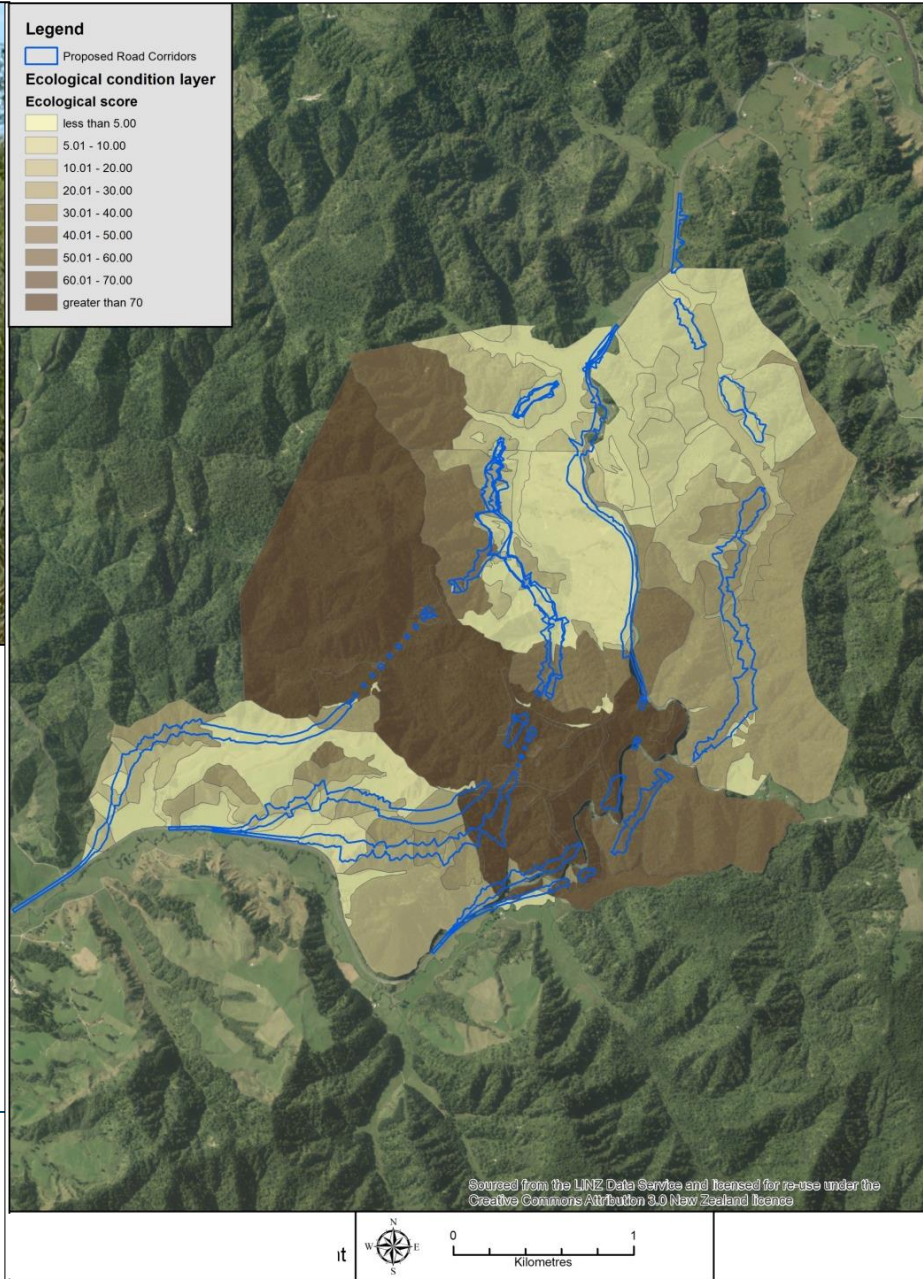 Legend
Proposed Road Corridors
Ecological condition layer
Ecological score
less than 5.00
5.01 - 10.00
10.01 - 20.00
20.01 - 30.00
30.01 - 40.00
40.01 - 50.00
50.01 - 60.00
60.01 - 70.00
greater than 70
Sourced from the LINZ Data Service and licensed for re-use under the
Creative Commons Attribution 3.0 New Zealand licence
N
W E
S
0 1
Kilometres